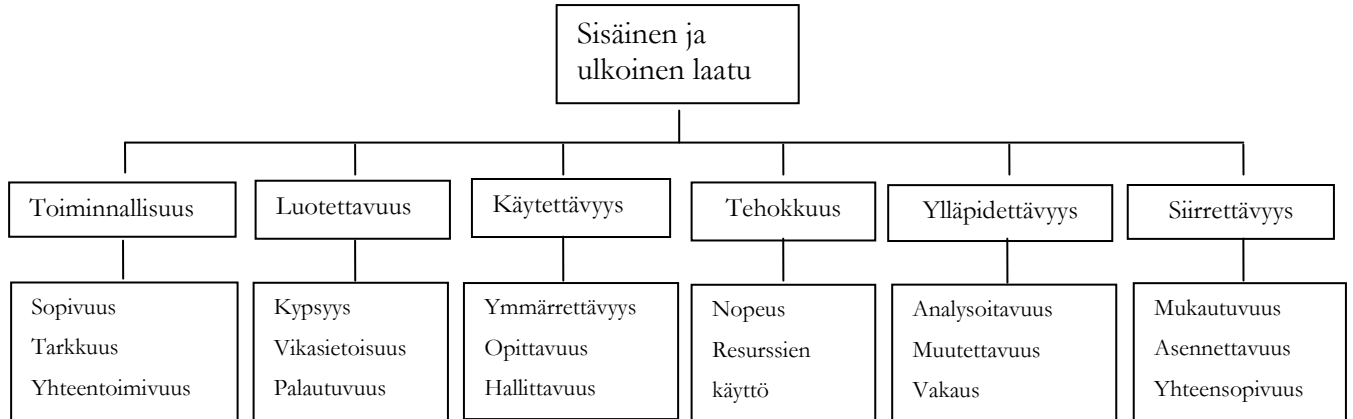 Sisäinen ja
ulkoinen laatu
Toiminnallisuus
Luotettavuus
Käytettävyys
Tehokkuus
Ylläpidettävyys
Siirrettävyys
Sopivuus
Tarkkuus
Yhteentoimivuus
Kypsyys
Vikasietoisuus
Palautuvuus
Ymmärrettävyys
Opittavuus
Hallittavuus
Nopeus
Resurssien
käyttö
Analysoitavuus
Muutettavuus
Vakaus
Mukautuvuus
Asennettavuus
Yhteensopivuus